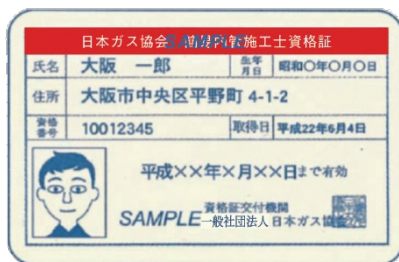 日本ガス協会 簡易内管施工士資格証
SAMPLE
氏名 大阪 一郎 生年月日 昭和〇年〇月〇日
住所 大阪市中央区平野町 4-1-2
資格番号 10012345 取得日 平成22年6月4日
平成××年×月××日まで有効
資格証交付機関
SAMPLE 一般社団法人 日本ガス協会